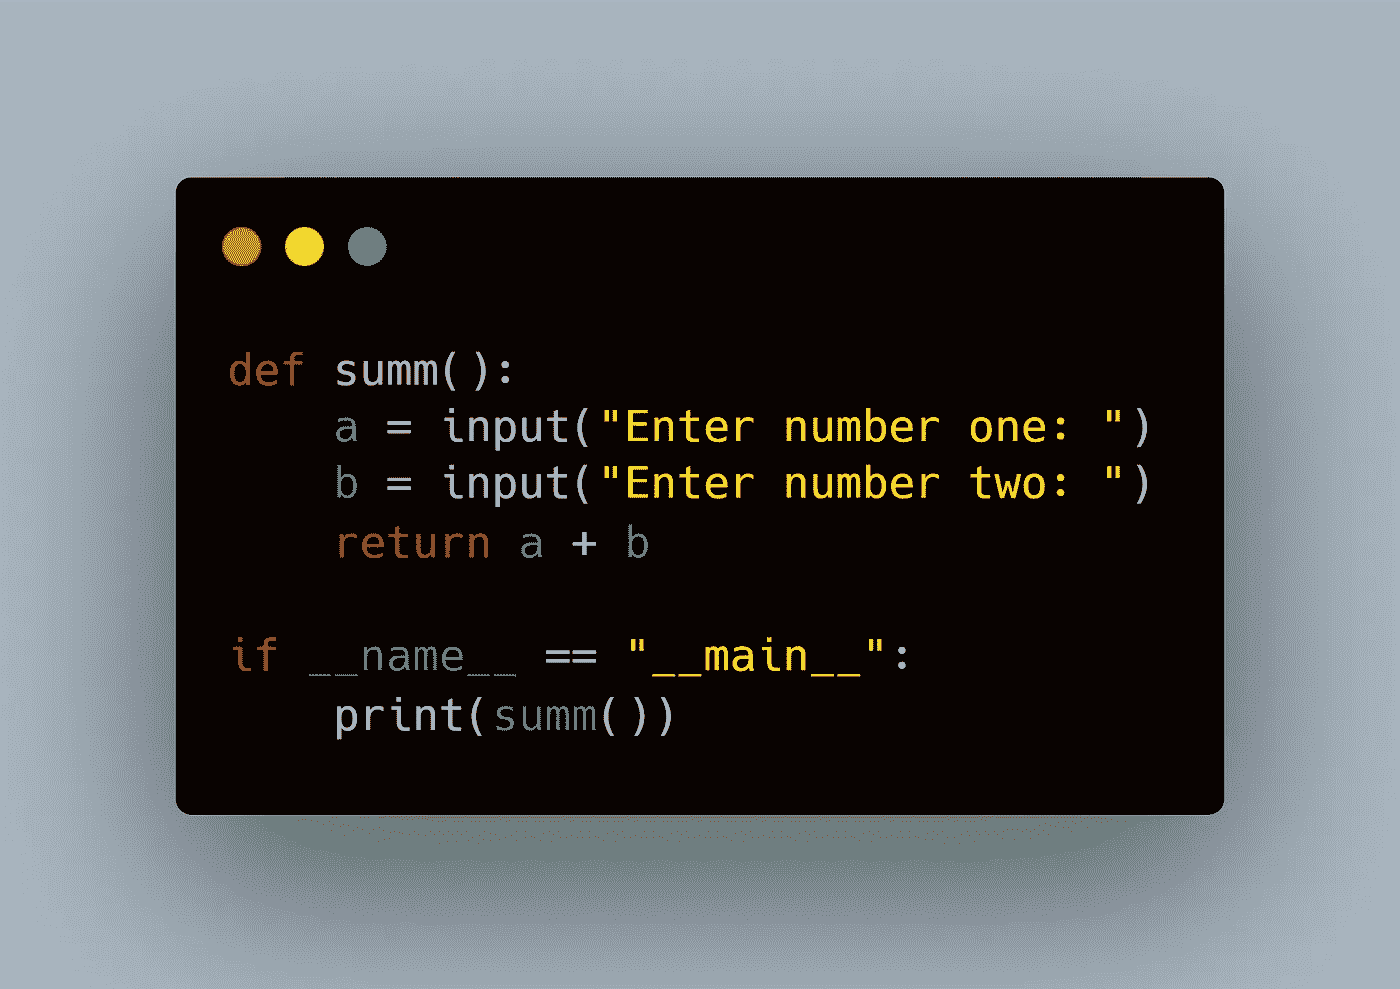 def summ():
    a = input("Enter number one: ")
    b = input("Enter number two: ")
    return a + b
if __name__ == "__main__":
    print(summ())